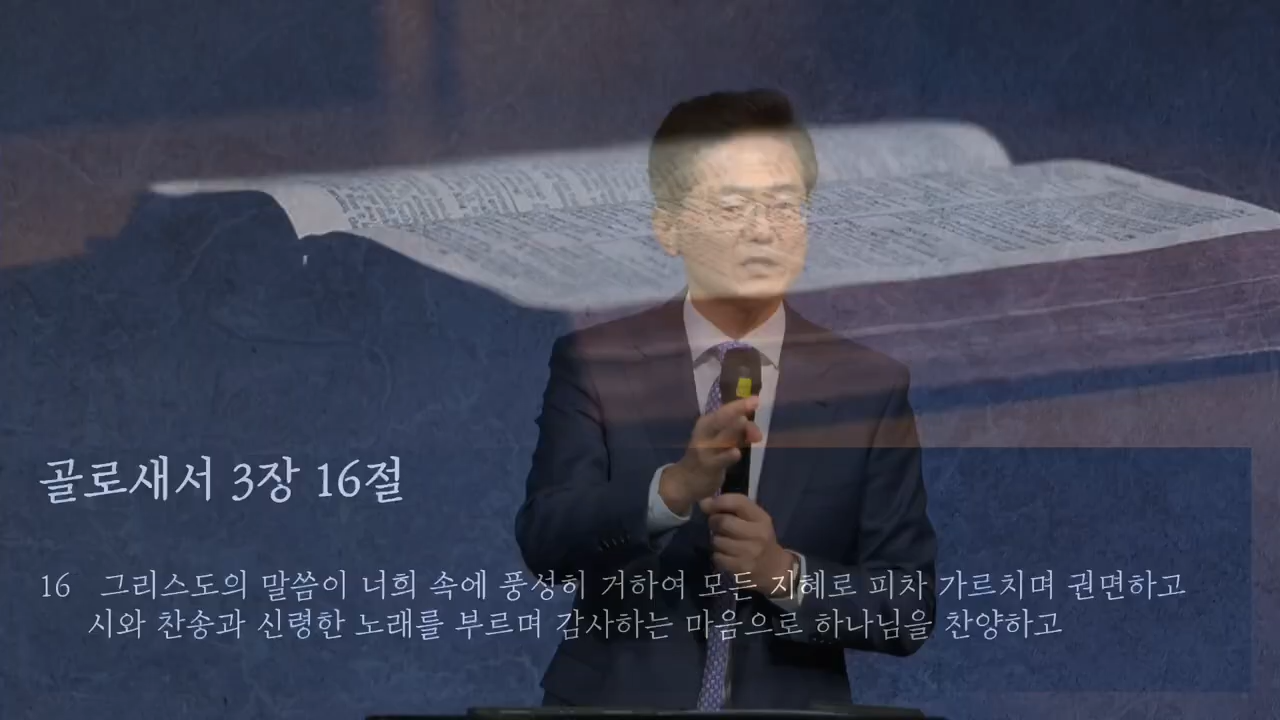 골로새서 3장 16절
16 그리스도의 말씀이 너희 속에 풍성히 거하여 모든 지혜로 피차 가르치며 권면하고
시와 찬송과 신령한 노래를 부르며 감사하는 마음으로 하나님을 찬양하고